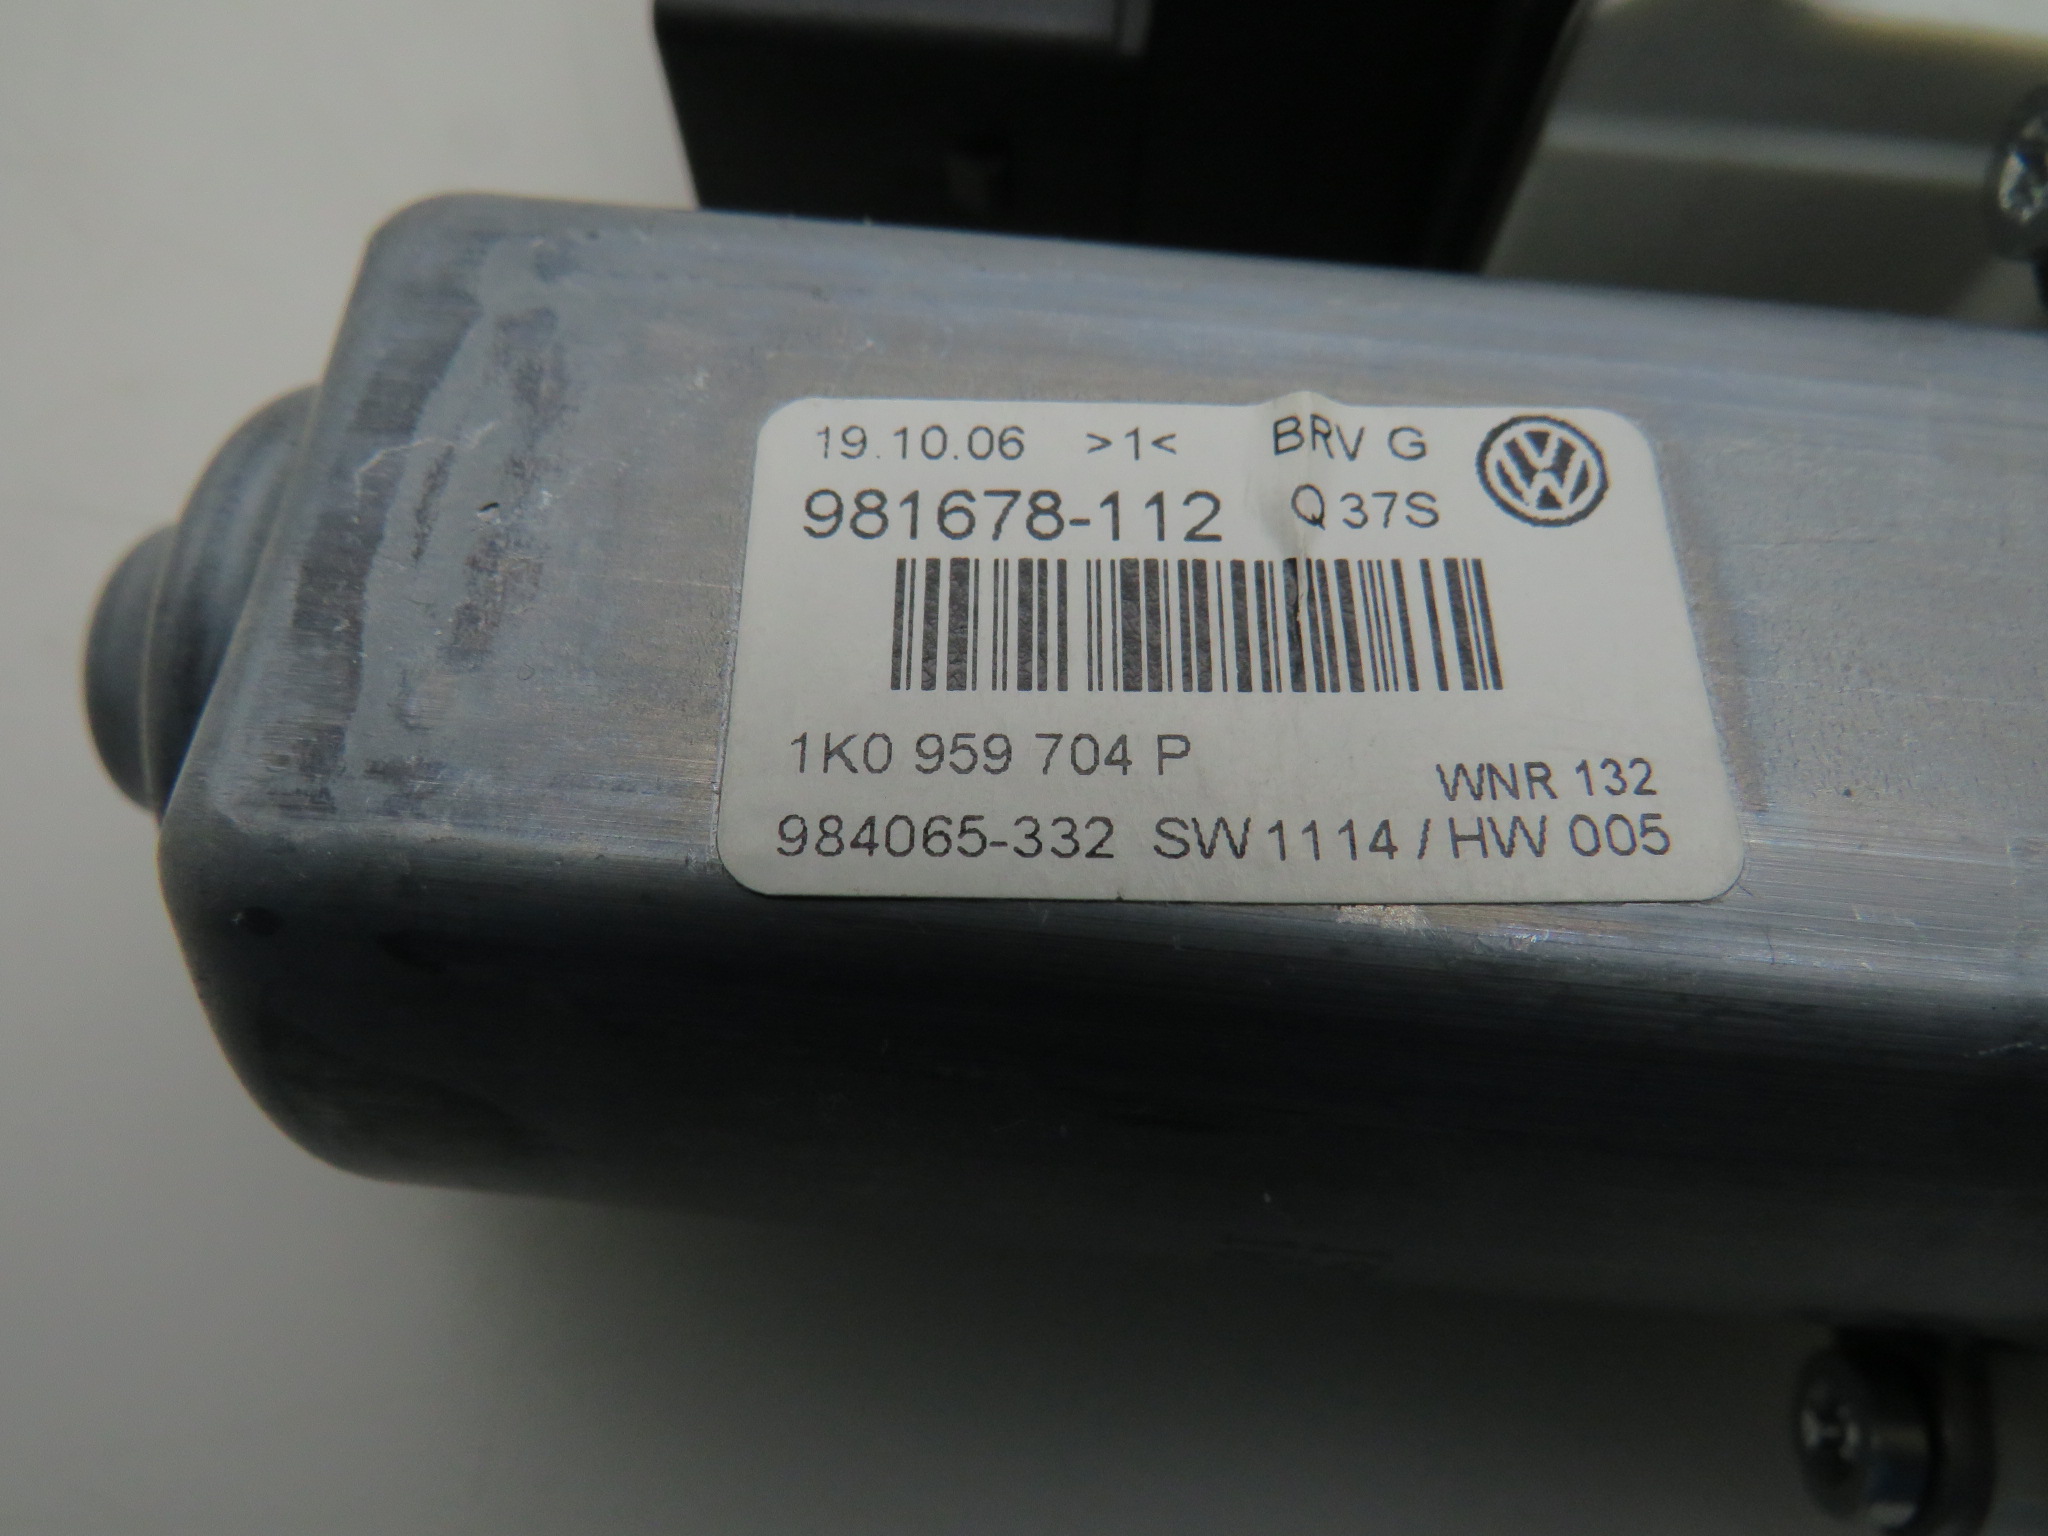 19.10.06 >1< BRV G
981678-112 Q 37S
1K0 959 704 P
WNR 132
984065-332 SW 1114 / HW 005